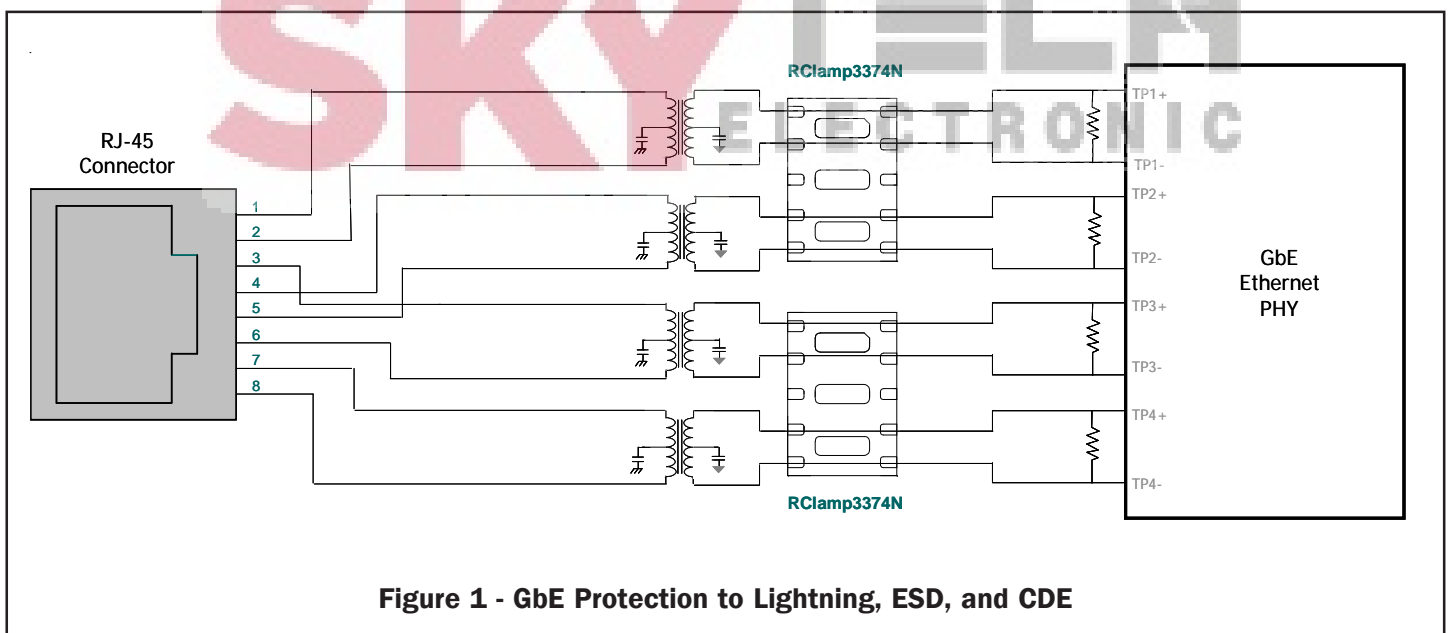 SKYTECH
ELECTRONIC
RClamp3374N
RJ-45
Connector
1
2
3
4
5
6
7
8
TP1+
TP1-
TP2+
TP2-
TP3+
TP3-
TP4+
TP4-
GbE
Ethernet
PHY
RClamp3374N
Figure 1 - GbE Protection to Lightning, ESD, and CDE